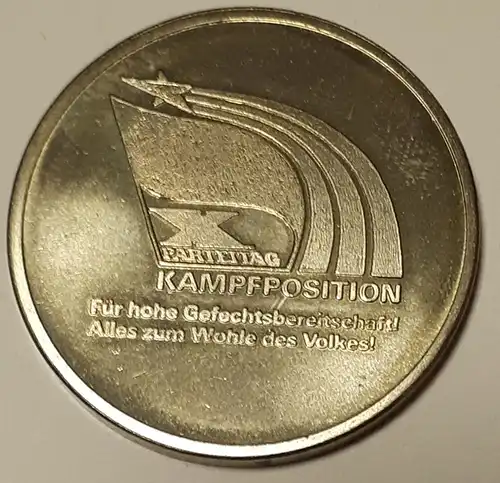 X
PARTEITAG
KAMPFPOSITION
Für hohe Gefechtsbereitschaft!
Alles zum Wohle des Volkes!